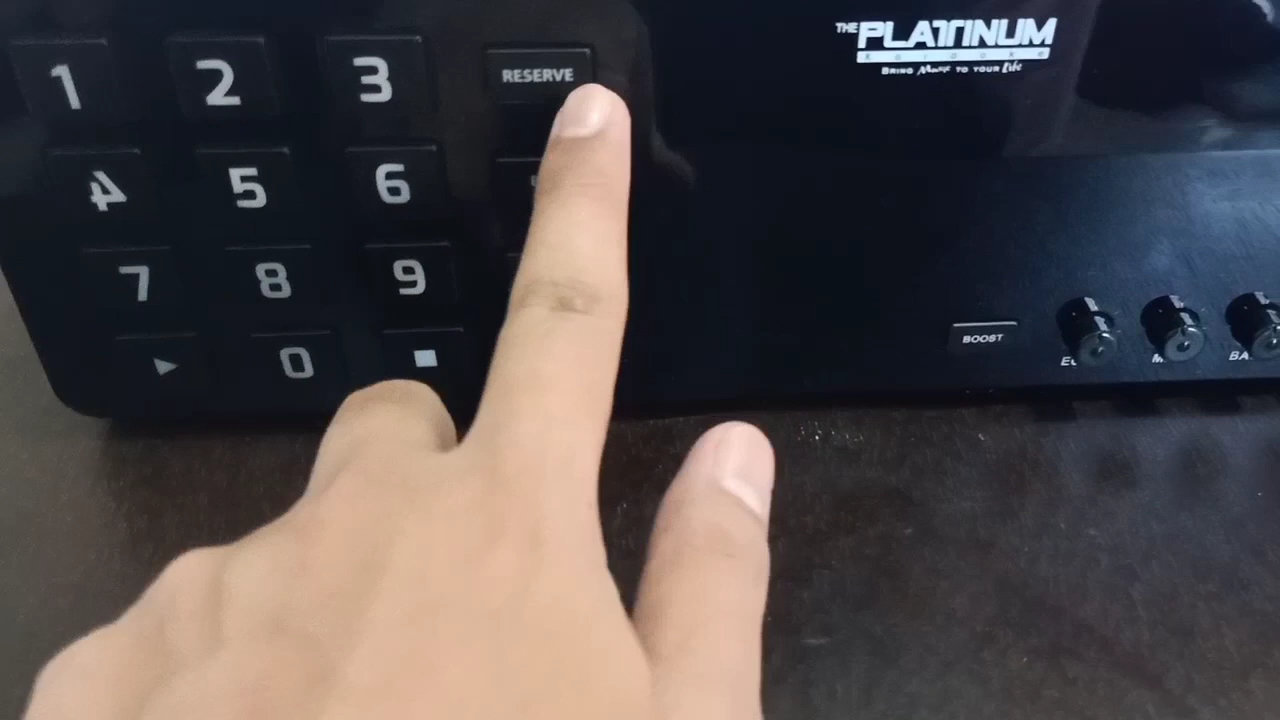 1 2 3 RESERVE
4 5 6
7 8 9
0
THE PLATINUM
Karaoke
BRING Music TO YOUR Life
BOOST